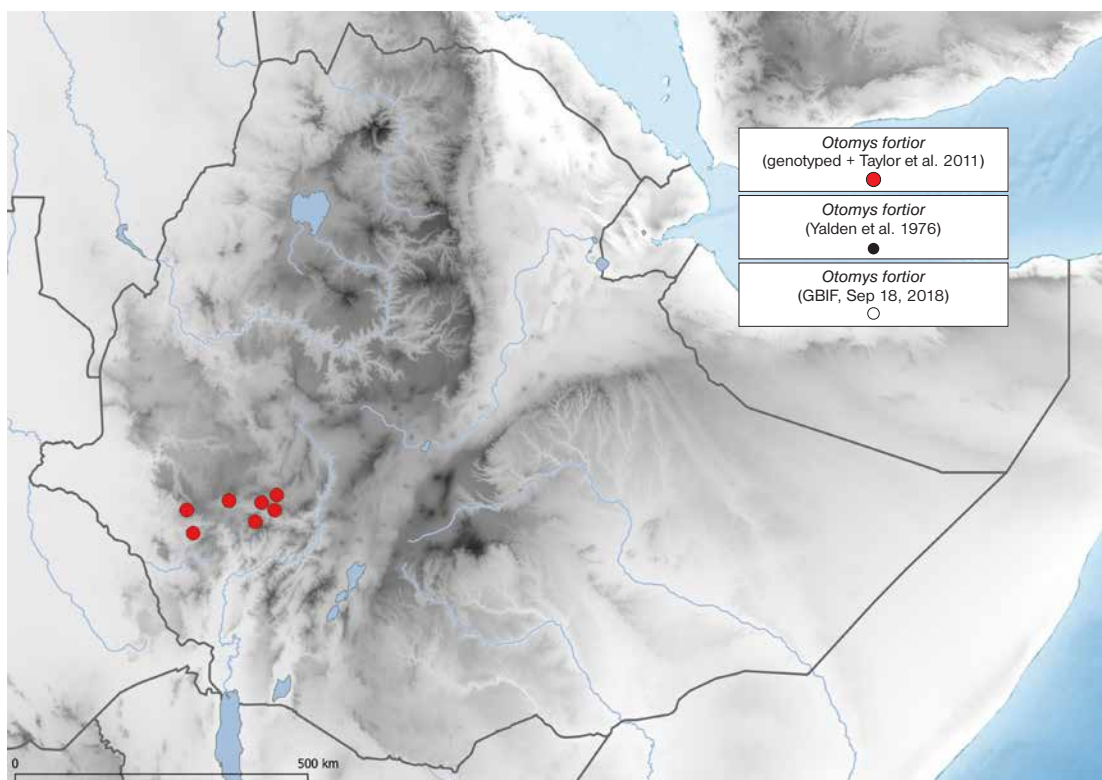 Otomys fortior
(genotyped + Taylor et al. 2011)
Otomys fortior
(Yalden et al. 1976)
Otomys fortior
(GBIF, Sep 18, 2018)
0 500 km